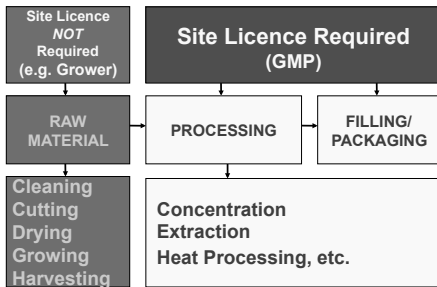 Site Licence
NOT
Required
(e.g. Grower)
Site Licence Required
(GMP)
RAW
MATERIAL
PROCESSING
FILLING/
PACKAGING
Cleaning
Cutting
Drying
Growing
Harvesting
Concentration
Extraction
Heat Processing, etc.